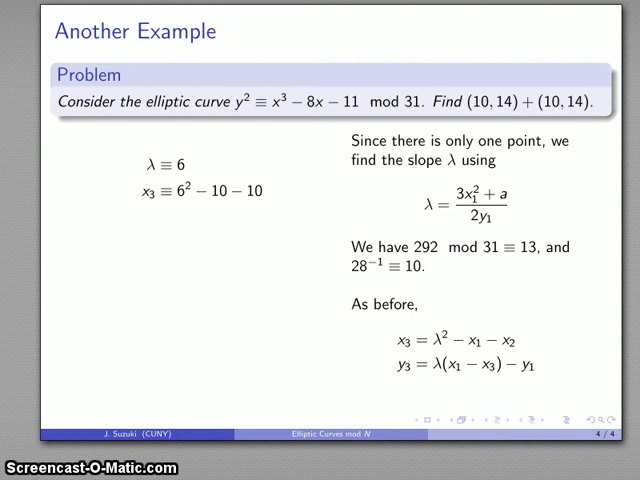 Another Example
Problem
Consider the elliptic curve y² ≡ x³ − 8x − 11 mod 31. Find (10, 14) + (10, 14).
λ ≡ 6
x₃ ≡ 6² − 10 − 10
Since there is only one point, we
find the slope λ using
λ = (3x₁² + a) / (2y₁)
We have 292 mod 31 ≡ 13, and
28⁻¹ ≡ 10.
As before,
x₃ = λ² − x₁ − x₂
y₃ = λ(x₁ − x₃) − y₁
J. Suzuki (CUNY)
Elliptic Curves mod N
4 / 4
Screencast-O-Matic.com